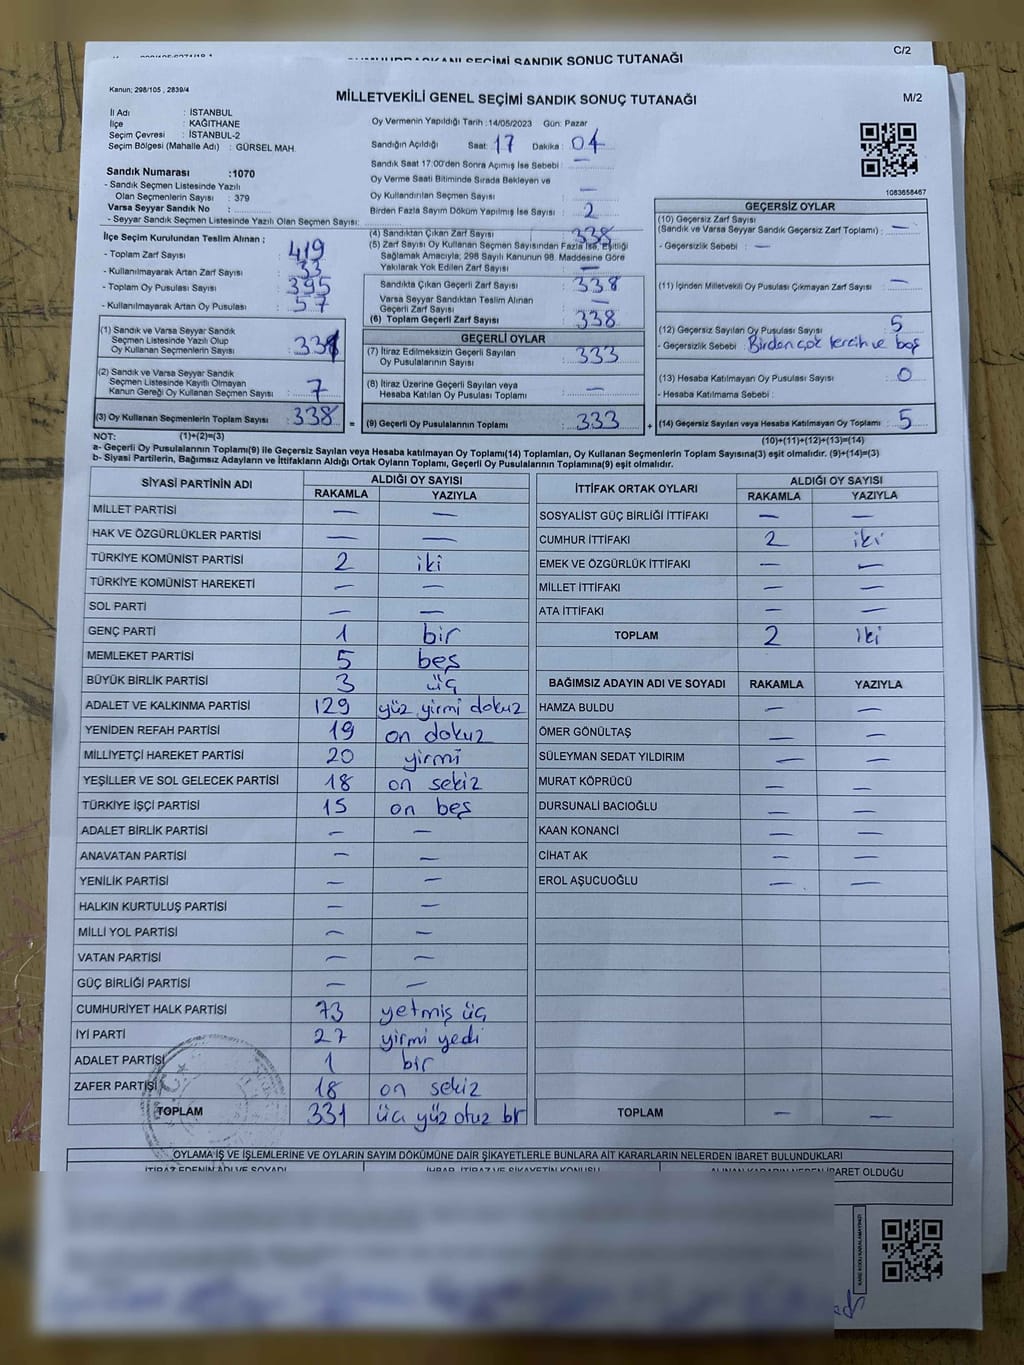 C/2
CUMHURBAŞKANI SEÇİMİ SANDIK SONUÇ TUTANAĞI
Kanun; 298/105 , 2839/4
MİLLETVEKİLİ GENEL SEÇİMİ SANDIK SONUÇ TUTANAĞI
M/2
İl Adı : İSTANBUL
İlçe : KAĞITHANE
Seçim Çevresi : İSTANBUL-2
Seçim Bölgesi (Mahalle Adı) : GÜRSEL MAH.
Sandık Numarası :1070
- Sandık Seçmen Listesinde Yazılı
Olan Seçmenlerin Sayısı : 379
Varsa Seyyar Sandık No :
- Seyyar Sandık Seçmen Listesinde Yazılı Olan Seçmen Sayısı:
Oy Vermenin Yapıldığı Tarih :14/05/2023 Gün: Pazar
Sandığın Açıldığı Saat: 17 Dakika: 04
Sandık Saat 17:00'den Sonra Açılmış İse Sebebi : —
Oy Verme Saati Bitiminde Sırada Bekleyen ve
Oy Kullandırılan Seçmen Sayısı : —
Birden Fazla Sayım Döküm Yapılmış İse Sayısı : 2
1083658467
İlçe Seçim Kurulundan Teslim Alınan ;
- Toplam Zarf Sayısı : 419
- Kullanılmayarak Artan Zarf Sayısı : 33
- Toplam Oy Pusulası Sayısı : 395
- Kullanılmayarak Artan Oy Pusulası : 57
(1) Sandık ve Varsa Seyyar Sandık
Seçmen Listesinde Yazılı Olup
Oy Kullanan Seçmenlerin Sayısı : 331
(2) Sandık ve Varsa Seyyar Sandık
Seçmen Listesinde Kayıtlı Olmayan
Kanun Gereği Oy Kullanan Seçmen Sayısı : 7
(3) Oy Kullanan Seçmenlerin Toplam Sayısı : 338
(4) Sandıktan Çıkan Zarf Sayısı : 338
(5) Zarf Sayısı Oy Kullanan Seçmen Sayısından Fazla İse, Eşitliği
Sağlamak Amacıyla; 298 Sayılı Kanunun 98. Maddesine Göre
Yakılarak Yok Edilen Zarf Sayısı : —
Sandıkta Çıkan Geçerli Zarf Sayısı : 338
Varsa Seyyar Sandıktan Teslim Alınan
Geçerli Zarf Sayısı : —
(6) Toplam Geçerli Zarf Sayısı : 338
GEÇERLİ OYLAR
(7) İtiraz Edilmeksizin Geçerli Sayılan
Oy Pusulalarının Sayısı : 333
(8) İtiraz Üzerine Geçerli Sayılan veya
Hesaba Katılan Oy Pusulalarının Toplamı : —
= (9) Geçerli Oy Pusulalarının Toplamı : 333
GEÇERSİZ OYLAR
(10) Geçersiz Zarf Sayısı
(Sandık ve Varsa Seyyar Sandık Geçersiz Zarf Toplamı) : —
- Geçersizlik Sebebi : —
(11) İçinden Milletvekili Oy Pusulası Çıkmayan Zarf Sayısı : —
(12) Geçersiz Sayılan Oy Pusulası Sayısı : 5
- Geçersizlik Sebebi : Birden çok tercih ve boş
(13) Hesaba Katılmayan Oy Pusulası Sayısı : 0
- Hesaba Katılmama Sebebi :
+ (14) Geçersiz Sayılan veya Hesaba Katılmayan Oy Toplamı : 5
NOT: (1)+(2)=(3)
(10)+(11)+(12)+(13)=(14)
a- Geçerli Oy Pusulalarının Toplamı(9) ile Geçersiz Sayılan veya Hesaba katılmayan Oy Toplamı(14) Toplamları, Oy Kullanan Seçmenlerin Toplam Sayısına(3) eşit olmalıdır. (9)+(14)=(3)
b- Siyasi Partilerin, Bağımsız Adayların ve İttifakların Aldığı Ortak Oyların Toplamı, Geçerli Oy Pusulalarının Toplamına(9) eşit olmalıdır.
SİYASİ PARTİNİN ADI ALDIĞI OY SAYISI
RAKAMLA YAZIYLA
MİLLET PARTİSİ — —
HAK VE ÖZGÜRLÜKLER PARTİSİ — —
TÜRKİYE KOMÜNİST PARTİSİ 2 iki
TÜRKİYE KOMÜNİST HAREKETİ — —
SOL PARTİ — —
GENÇ PARTİ 1 bir
MEMLEKET PARTİSİ 5 beş
BÜYÜK BİRLİK PARTİSİ 3 üç
ADALET VE KALKINMA PARTİSİ 129 yüz yirmi dokuz
YENİDEN REFAH PARTİSİ 19 on dokuz
MİLLİYETÇİ HAREKET PARTİSİ 20 yirmi
YEŞİLLER VE SOL GELECEK PARTİSİ 18 on sekiz
TÜRKİYE İŞÇİ PARTİSİ 15 on beş
ADALET BİRLİK PARTİSİ — —
ANAVATAN PARTİSİ — —
YENİLİK PARTİSİ — —
HALKIN KURTULUŞ PARTİSİ — —
MİLLİ YOL PARTİSİ — —
VATAN PARTİSİ — —
GÜÇ BİRLİĞİ PARTİSİ — —
CUMHURİYET HALK PARTİSİ 73 yetmiş üç
İYİ PARTİ 27 yirmi yedi
ADALET PARTİSİ 1 bir
ZAFER PARTİSİ 18 on sekiz
TOPLAM 331 üç yüz otuz bir
İTTİFAK ORTAK OYLARI ALDIĞI OY SAYISI
RAKAMLA YAZIYLA
SOSYALİST GÜÇ BİRLİĞİ İTTİFAKI — —
CUMHUR İTTİFAKI 2 iki
EMEK VE ÖZGÜRLÜK İTTİFAKI — —
MİLLET İTTİFAKI — —
ATA İTTİFAKI — —
TOPLAM 2 iki
BAĞIMSIZ ADAYIN ADI VE SOYADI RAKAMLA YAZIYLA
HAMZA BULDU — —
ÖMER GÖNÜLTAŞ — —
SÜLEYMAN SEDAT YILDIRIM — —
MURAT KÖPRÜCÜ — —
DURSUNALİ BACIOĞLU — —
KAAN KONANCİ — —
CİHAT AK — —
EROL AŞUCUOĞLU — —
TOPLAM — —
OYLAMA İŞ VE İŞLEMLERİNE VE OYLARIN SAYIM DÖKÜMÜNE DAİR ŞİKAYETLERLE BUNLARA AİT KARARLARIN NELERDEN İBARET BULUNDUKLARI
İTİRAZ EDENİN ADI VE SOYADI İHBAR, İTİRAZ VE ŞİKAYETİN KONUSU ALINAN KARARIN NEDEN İBARET OLDUĞU
KARE KODU KARALAMAYINIZ!